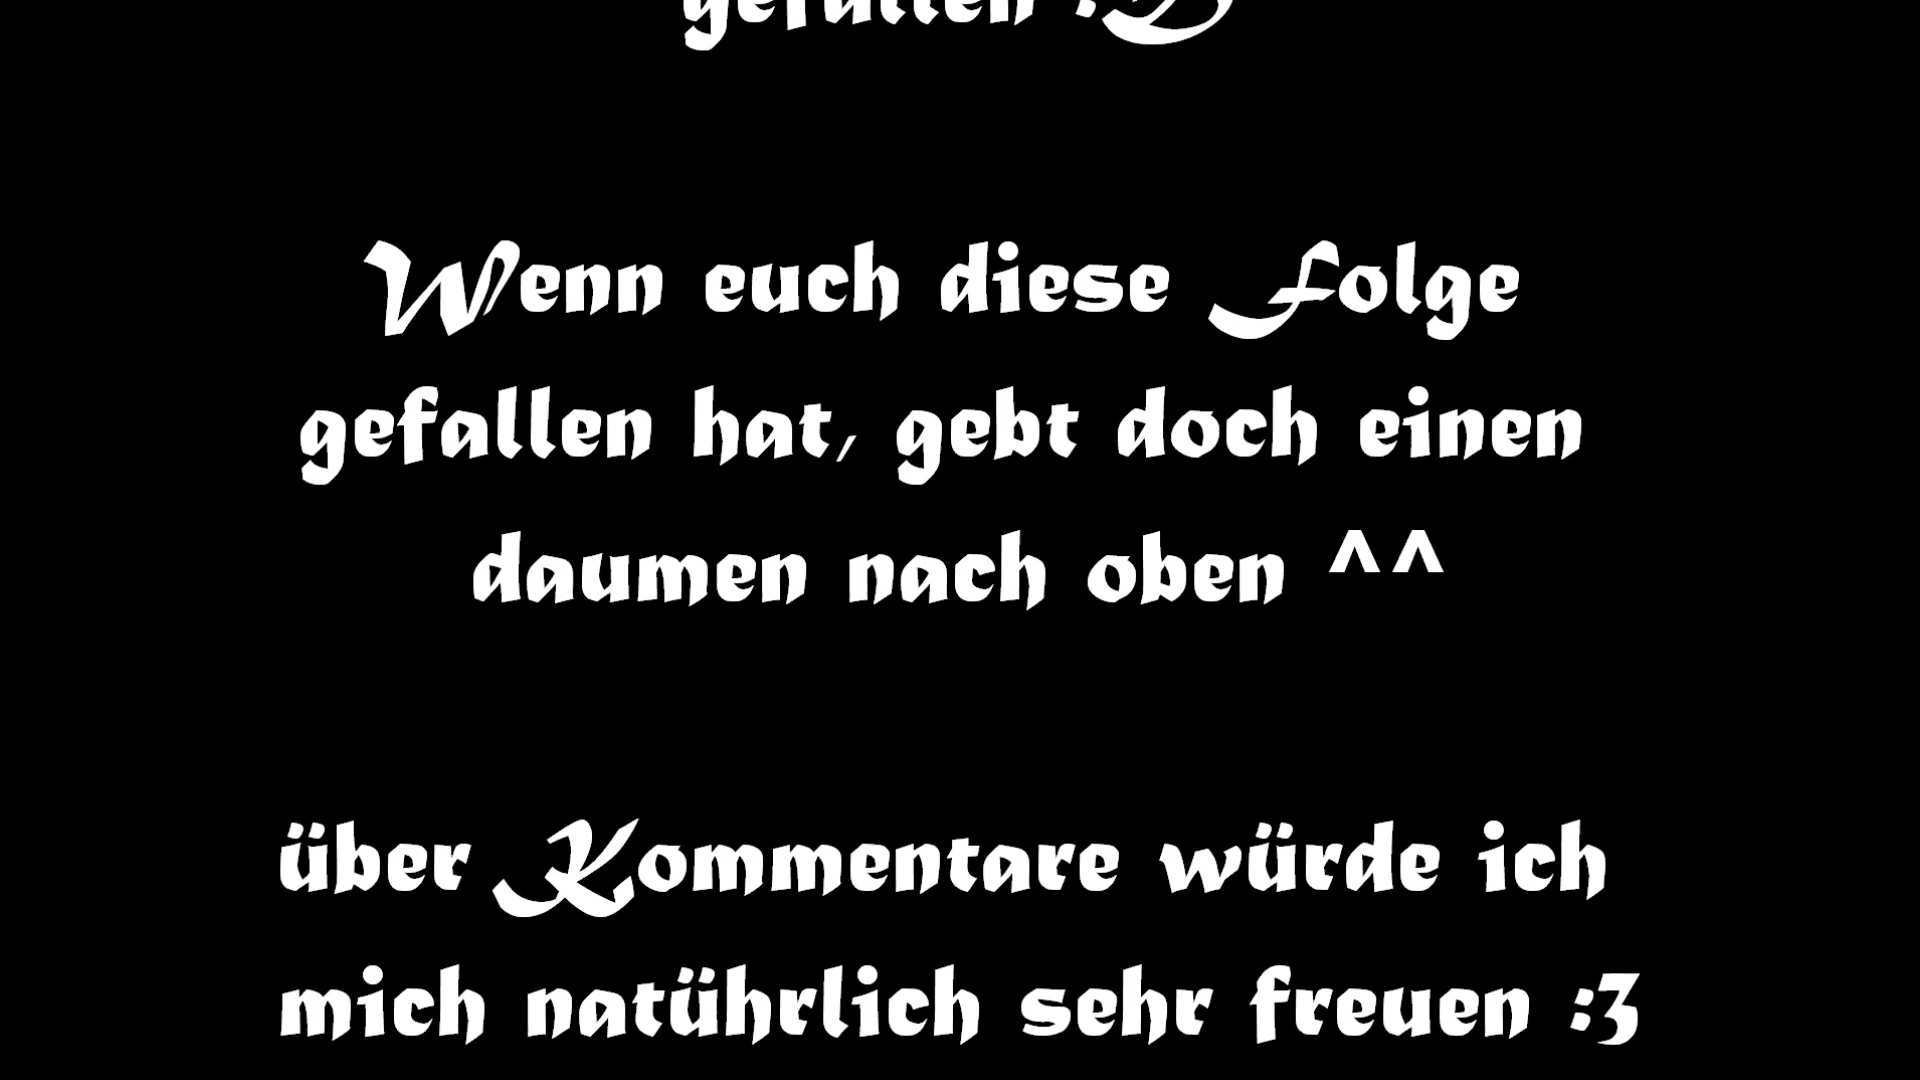 gefallen :D
Wenn euch diese Folge
gefallen hat, gebt doch einen
daumen nach oben ^^
über Kommentare würde ich
mich natührlich sehr freuen :3